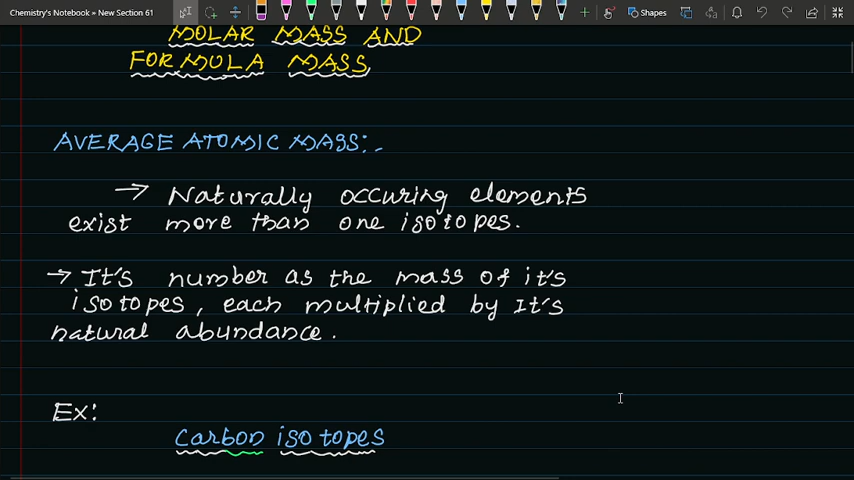 Chemistry's Notebook » New Section 61
Shapes
MOLAR MASS AND
FORMULA MASS
AVERAGE ATOMIC MASS:-
→ Naturally occuring elements
exist more than one isotopes.
→ It's number as the mass of it's
isotopes, each multiplied by It's
natural abundance.
Ex:
carbon isotopes